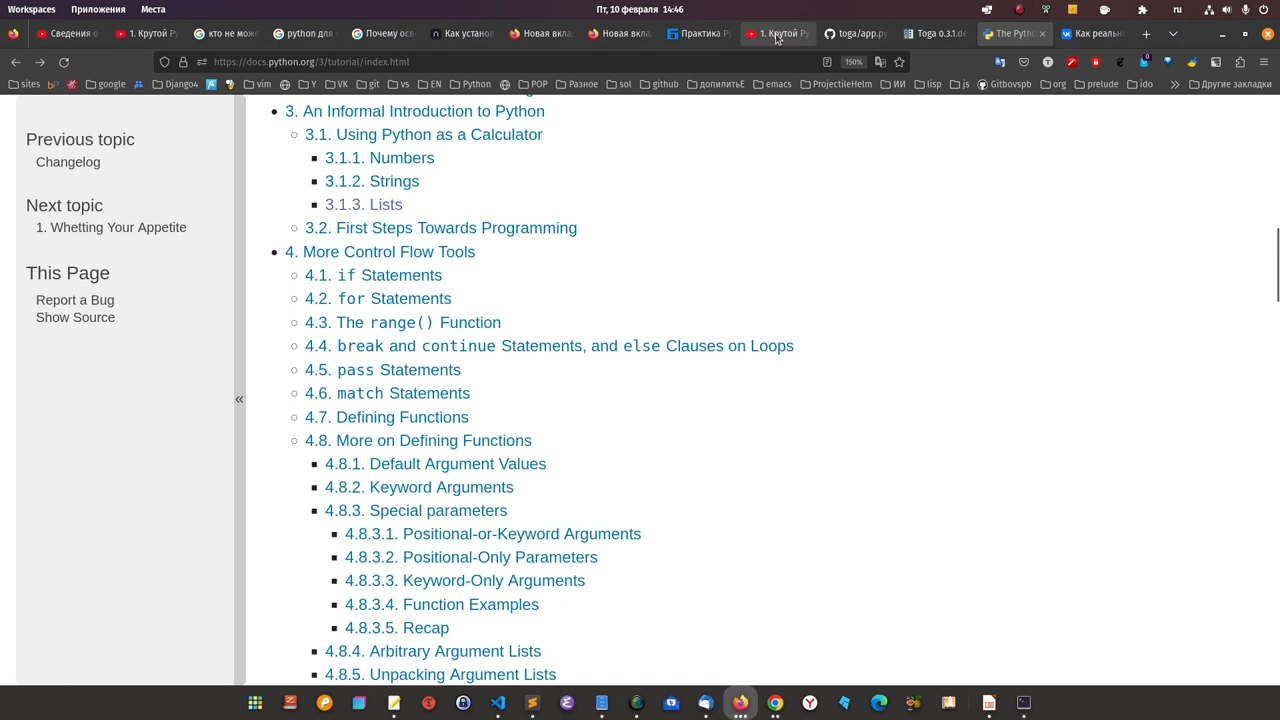 Workspaces Приложения Места Пт, 10 февраля 14:46 ru
Сведения о 1. Крутой Ру кто не може python для Почему осв Как установ Новая вкла Новая вкла Практика Ру 1. Крутой Ру toga/app.py Toga 0.3.1.de The Pytho Как реальн
https://docs.python.org/3/tutorial/index.html 150%
sites google Django4 Y VK git vs EN Python POP Разное sol github допилитьЕ emacs ProjectileHelm ИИ lisp js Gitbovspb org prelude vim ido Другие закладки
Previous topic
Changelog
Next topic
1. Whetting Your Appetite
This Page
Report a Bug
Show Source
«
3. An Informal Introduction to Python
3.1. Using Python as a Calculator
3.1.1. Numbers
3.1.2. Strings
3.1.3. Lists
3.2. First Steps Towards Programming
4. More Control Flow Tools
4.1. if Statements
4.2. for Statements
4.3. The range() Function
4.4. break and continue Statements, and else Clauses on Loops
4.5. pass Statements
4.6. match Statements
4.7. Defining Functions
4.8. More on Defining Functions
4.8.1. Default Argument Values
4.8.2. Keyword Arguments
4.8.3. Special parameters
4.8.3.1. Positional-or-Keyword Arguments
4.8.3.2. Positional-Only Parameters
4.8.3.3. Keyword-Only Arguments
4.8.3.4. Function Examples
4.8.3.5. Recap
4.8.4. Arbitrary Argument Lists
4.8.5. Unpacking Argument Lists